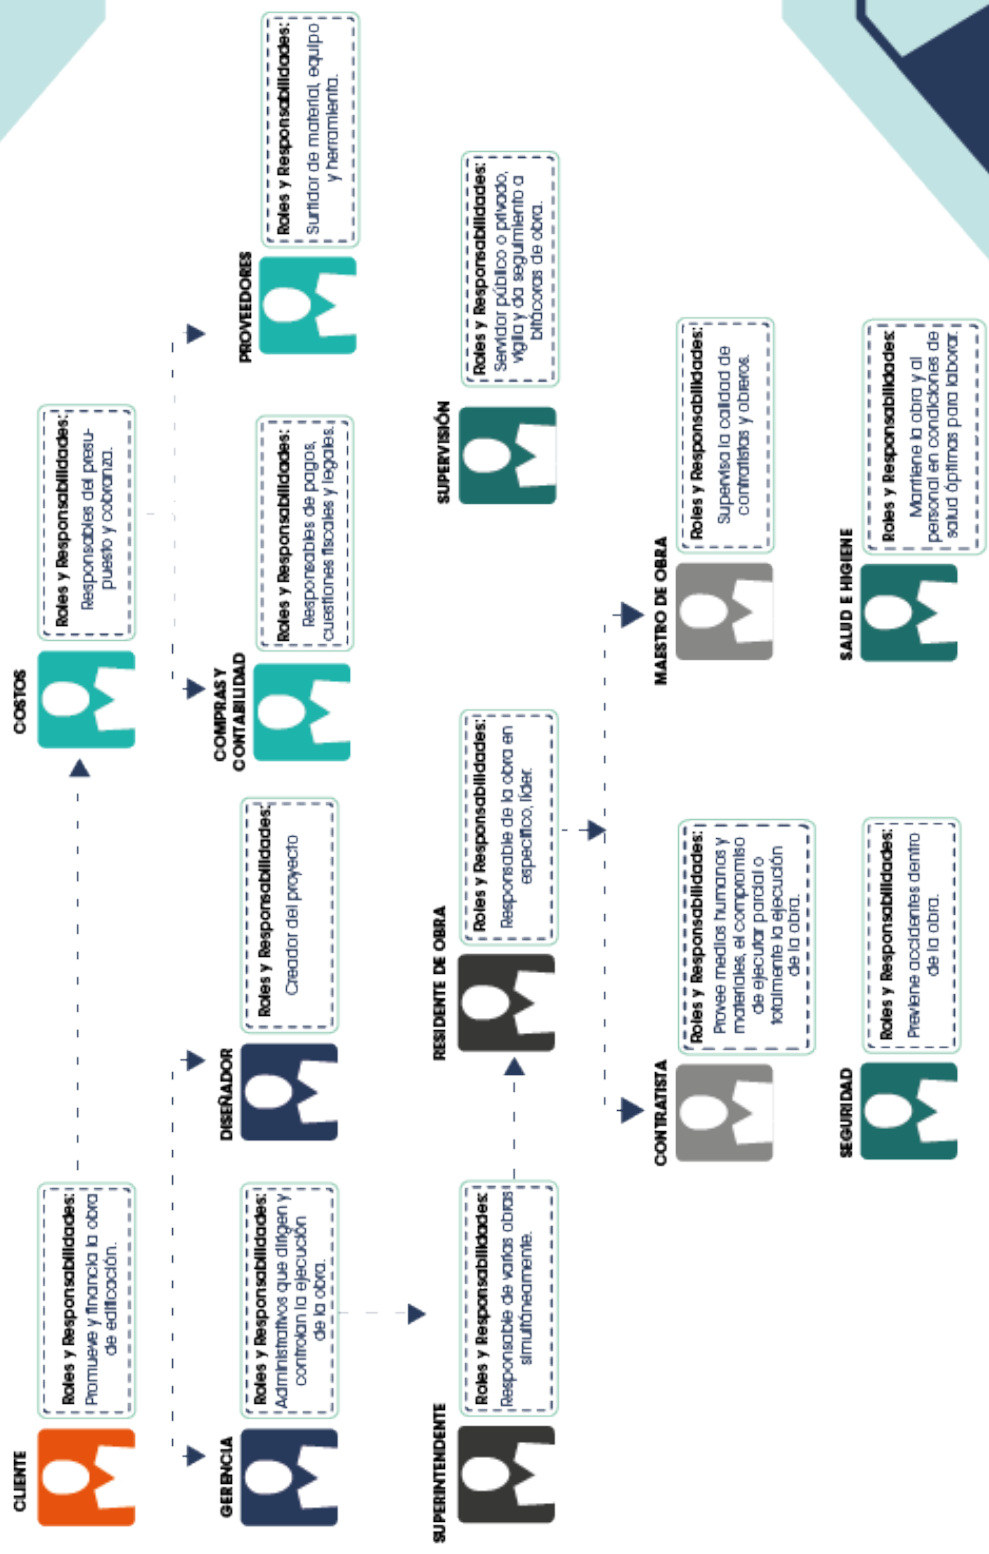 CLIENTE
Roles y Responsabilidades:
Promueve y financia la obra
de edificación.
COSTOS
Roles y Responsabilidades:
Responsables del presu-
puesto y cobranza.
GERENCIA
Roles y Responsabilidades:
Administrativos que dirigen y
controlan la ejecución
de la obra.
DISEÑADOR
Roles y Responsabilidades:
Creador del proyecto
COMPRAS Y
CONTABILIDAD
Roles y Responsabilidades:
Responsables de pagos,
cuestiones fiscales y legales.
PROVEEDORES
Roles y Responsabilidades:
Surtidor de material, equipo
y herramienta.
SUPERINTENDENTE
Roles y Responsabilidades:
Responsable de varias obras
simultáneamente.
RESIDENTE DE OBRA
Roles y Responsabilidades:
Responsable de la obra en
específico, líder.
SUPERVISIÓN
Roles y Responsabilidades:
Servidor público o privado,
vigila y da seguimiento a
bitácoras de obra.
CONTRATISTA
Roles y Responsabilidades:
Provee medios humanos y
materiales, el compromiso
de ejecutar parcial o
totalmente la ejecución
de la obra.
MAESTRO DE OBRA
Roles y Responsabilidades:
Supervisa la calidad de
contratistas y obreros.
SEGURIDAD
Roles y Responsabilidades:
Previene accidentes dentro
de la obra.
SALUD E HIGIENE
Roles y Responsabilidades:
Mantiene la obra y al
personal en condiciones de
salud óptimas para laborar.